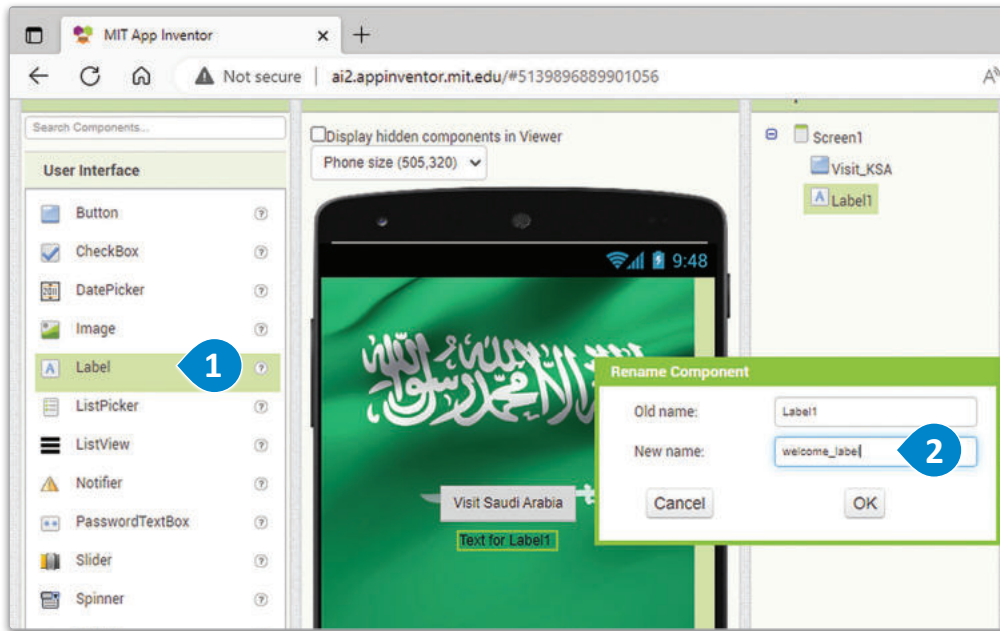 MIT App Inventor
Not secure
ai2.appinventor.mit.edu/#5139896889901056
A
Search Components...
User Interface
Button
CheckBox
DatePicker
Image
Label
1
ListPicker
ListView
Notifier
PasswordTextBox
Slider
Spinner
Display hidden components in Viewer
Phone size (505,320)
9:48
Visit Saudi Arabia
Text for Label1
Screen1
Visit_KSA
Label1
Rename Component
Old name:
Label1
New name:
welcome_label
2
Cancel
OK